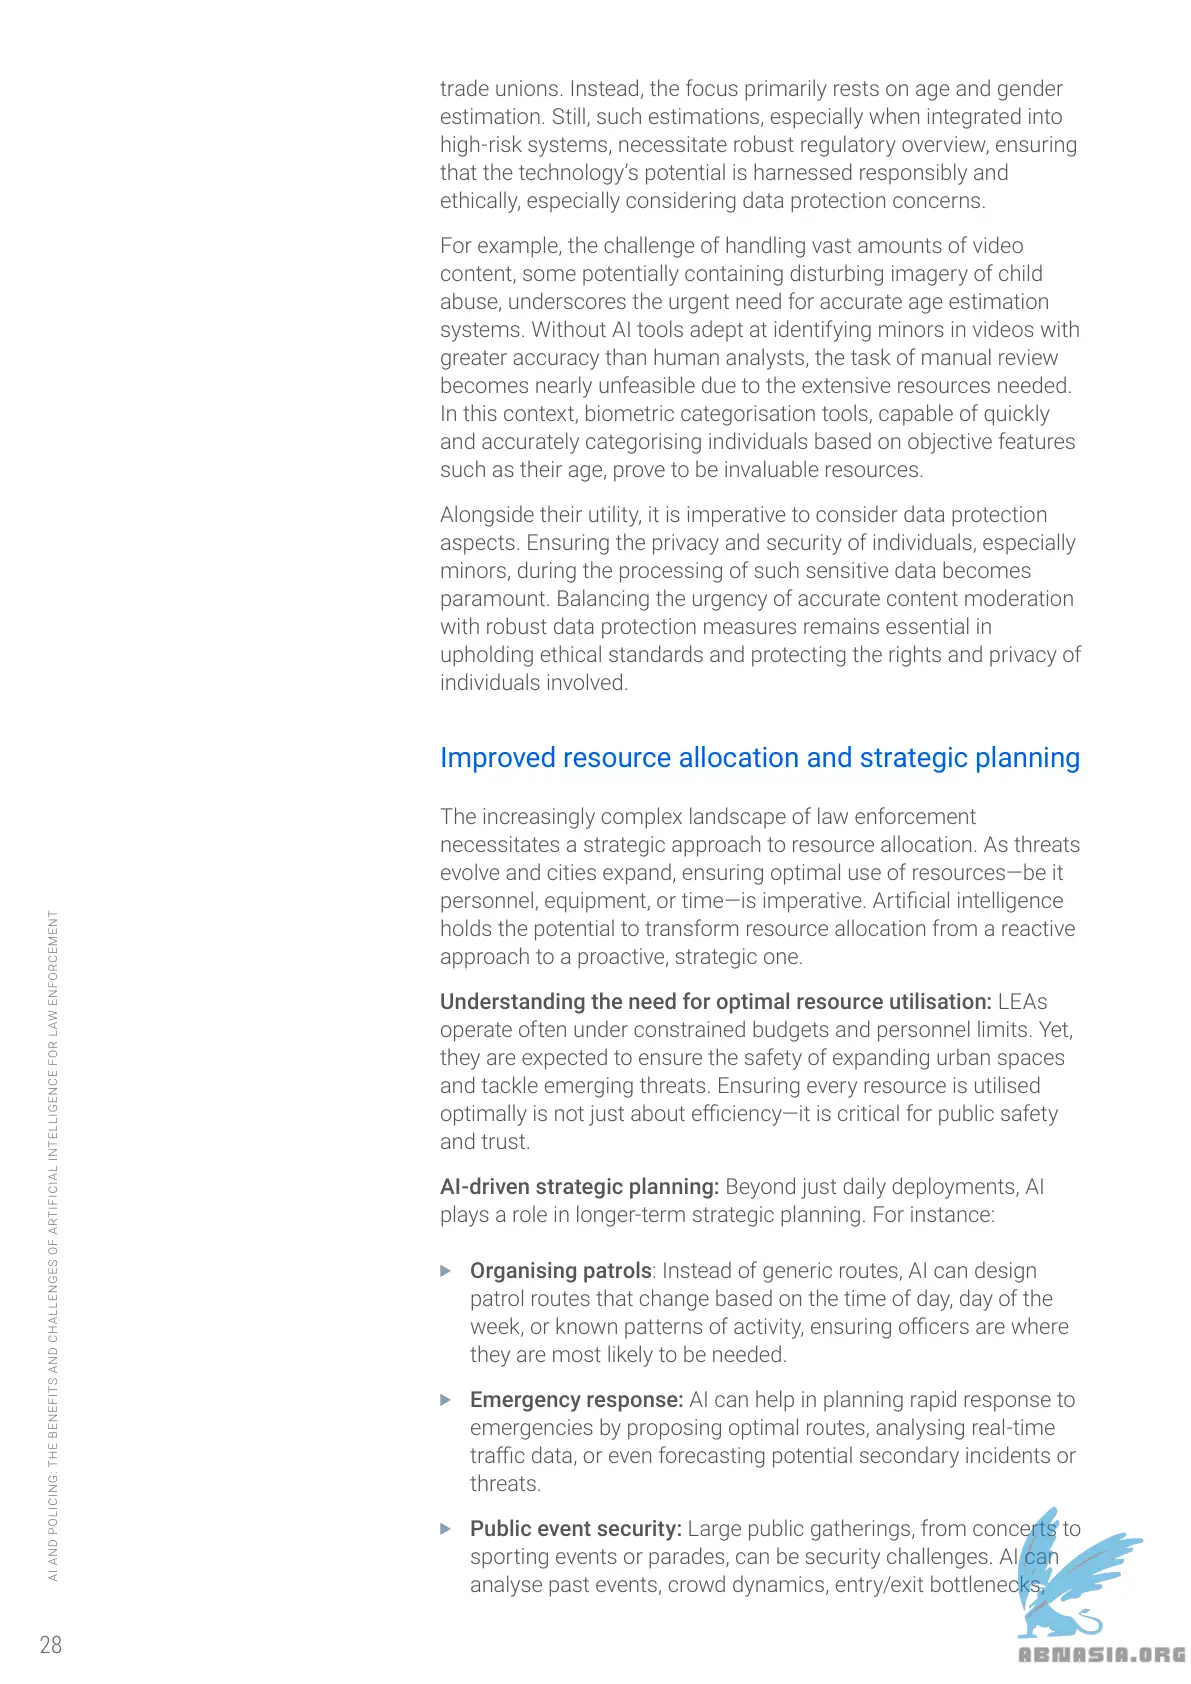 trade unions. Instead, the focus primarily rests on age and gender
estimation. Still, such estimations, especially when integrated into
high-risk systems, necessitate robust regulatory overview, ensuring
that the technology’s potential is harnessed responsibly and
ethically, especially considering data protection concerns.
For example, the challenge of handling vast amounts of video
content, some potentially containing disturbing imagery of child
abuse, underscores the urgent need for accurate age estimation
systems. Without AI tools adept at identifying minors in videos with
greater accuracy than human analysts, the task of manual review
becomes nearly unfeasible due to the extensive resources needed.
In this context, biometric categorisation tools, capable of quickly
and accurately categorising individuals based on objective features
such as their age, prove to be invaluable resources.
Alongside their utility, it is imperative to consider data protection
aspects. Ensuring the privacy and security of individuals, especially
minors, during the processing of such sensitive data becomes
paramount. Balancing the urgency of accurate content moderation
with robust data protection measures remains essential in
upholding ethical standards and protecting the rights and privacy of
individuals involved.
Improved resource allocation and strategic planning
The increasingly complex landscape of law enforcement
necessitates a strategic approach to resource allocation. As threats
evolve and cities expand, ensuring optimal use of resources—be it
personnel, equipment, or time—is imperative. Artificial intelligence
holds the potential to transform resource allocation from a reactive
approach to a proactive, strategic one.
Understanding the need for optimal resource utilisation: LEAs
operate often under constrained budgets and personnel limits. Yet,
they are expected to ensure the safety of expanding urban spaces
and tackle emerging threats. Ensuring every resource is utilised
optimally is not just about efficiency—it is critical for public safety
and trust.
AI-driven strategic planning: Beyond just daily deployments, AI
plays a role in longer-term strategic planning. For instance:
Organising patrols: Instead of generic routes, AI can design
patrol routes that change based on the time of day, day of the
week, or known patterns of activity, ensuring officers are where
they are most likely to be needed.
Emergency response: AI can help in planning rapid response to
emergencies by proposing optimal routes, analysing real-time
traffic data, or even forecasting potential secondary incidents or
threats.
Public event security: Large public gatherings, from concerts to
sporting events or parades, can be security challenges. AI can
analyse past events, crowd dynamics, entry/exit bottlenecks,
AI AND POLICING: THE BENEFITS AND CHALLENGES OF ARTIFICIAL INTELLIGENCE FOR LAW ENFORCEMENT
28
ABNASIA.ORG